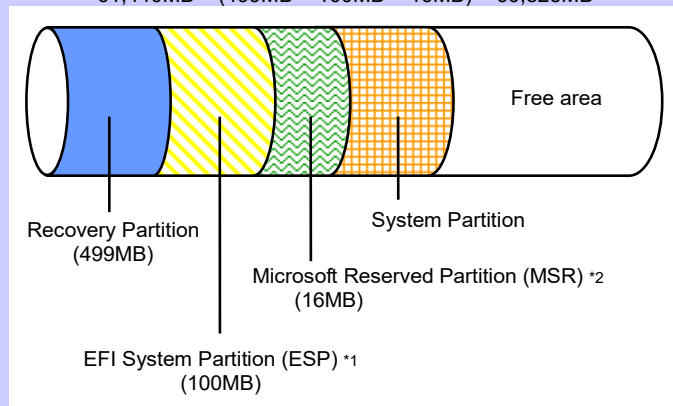 Free area
Recovery Partition
(499MB)
System Partition
Microsoft Reserved Partition (MSR) *2
(16MB)
EFI System Partition (ESP) *1
(100MB)